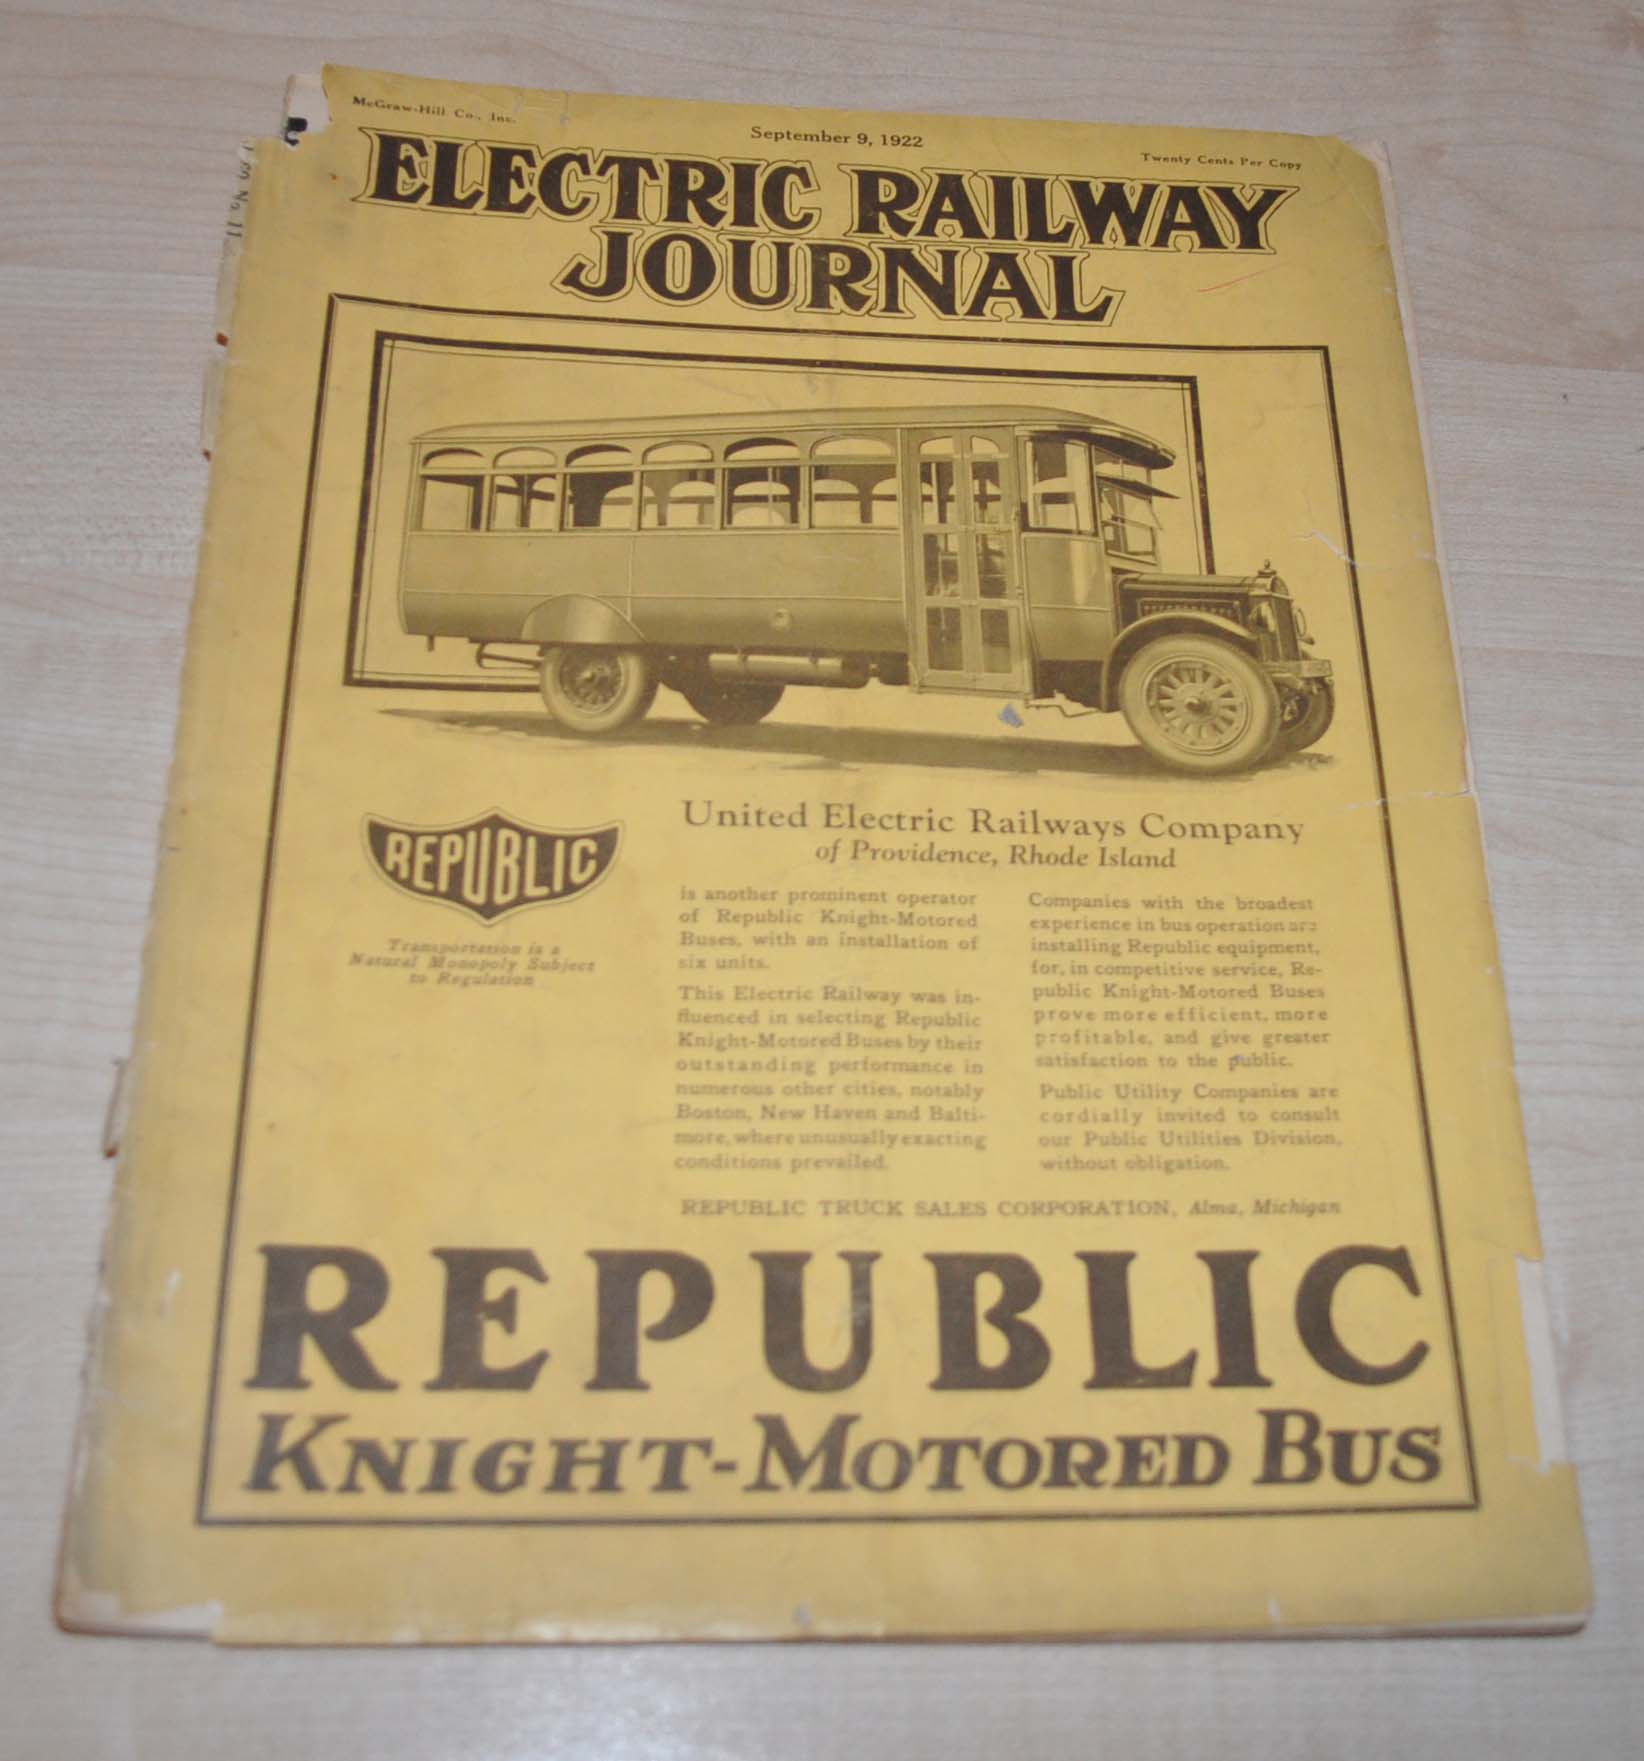 McGraw-Hill Co., Inc.
September 9, 1922
Twenty Cents Per Copy
No. 11
ELECTRIC RAILWAY
JOURNAL
REPUBLIC
Transportation is a
Natural Monopoly Subject
to Regulation
United Electric Railways Company
of Providence, Rhode Island
is another prominent operator
of Republic Knight-Motored
Buses, with an installation of
six units.
This Electric Railway was in-
fluenced in selecting Republic
Knight-Motored Buses by their
outstanding performance in
numerous other cities, notably
Boston, New Haven and Balti-
more, where unusually exacting
conditions prevailed.
Companies with the broadest
experience in bus operation are
installing Republic equipment,
for, in competitive service, Re-
public Knight-Motored Buses
prove more efficient, more
profitable, and give greater
satisfaction to the public.
Public Utility Companies are
cordially invited to consult
our Public Utilities Division,
without obligation.
REPUBLIC TRUCK SALES CORPORATION, Alma, Michigan
REPUBLIC
KNIGHT-MOTORED BUS